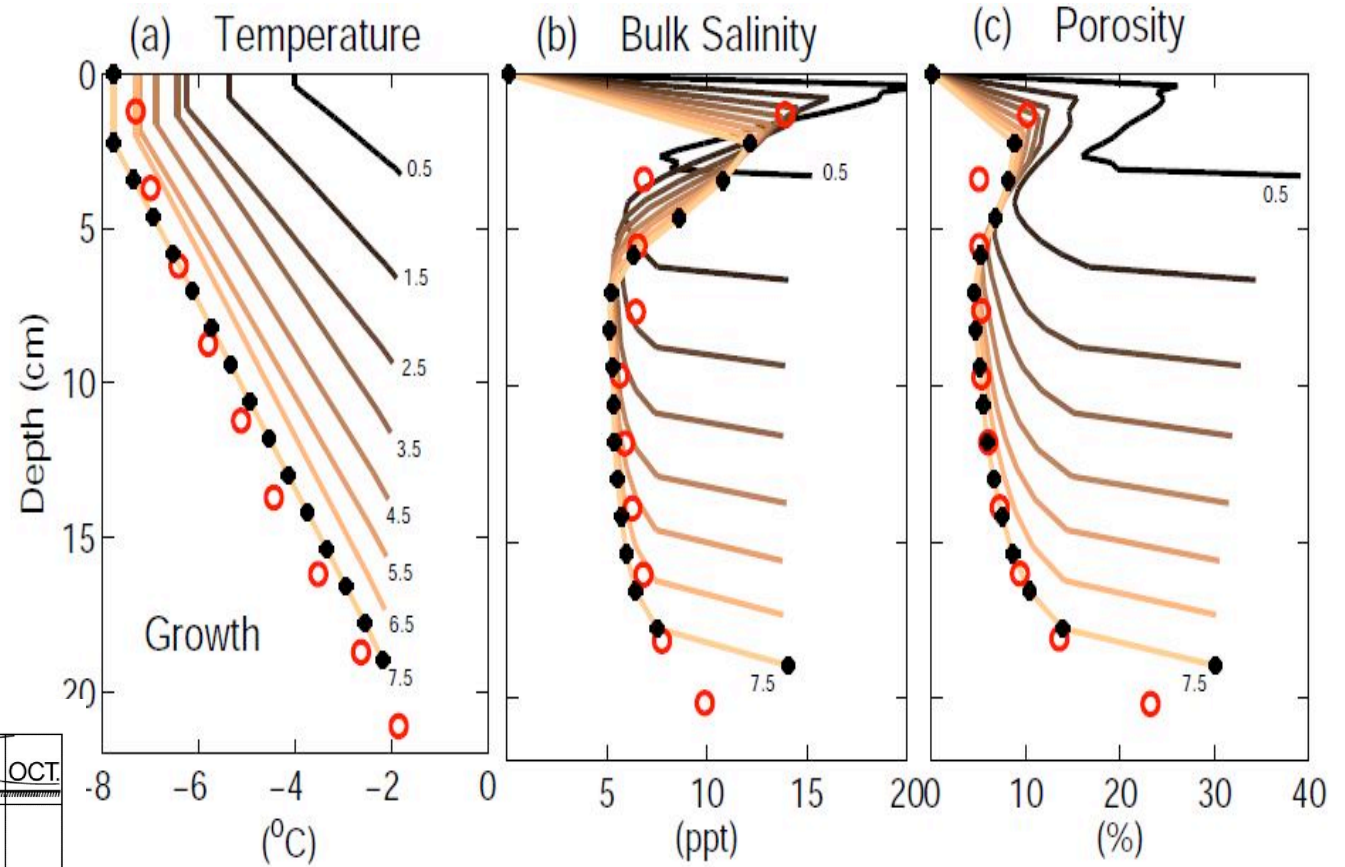 (a) Temperature
(b) Bulk Salinity
(c) Porosity
0
5
10
15
20
Depth (cm)
0.5
1.5
2.5
3.5
4.5
5.5
6.5
7.5
Growth
0.5
7.5
0.5
7.5
OCT.
-8 −6 −4 −2 0
5 10 15 20
0 10 20 30 40
(⁰C)
(ppt)
(%)